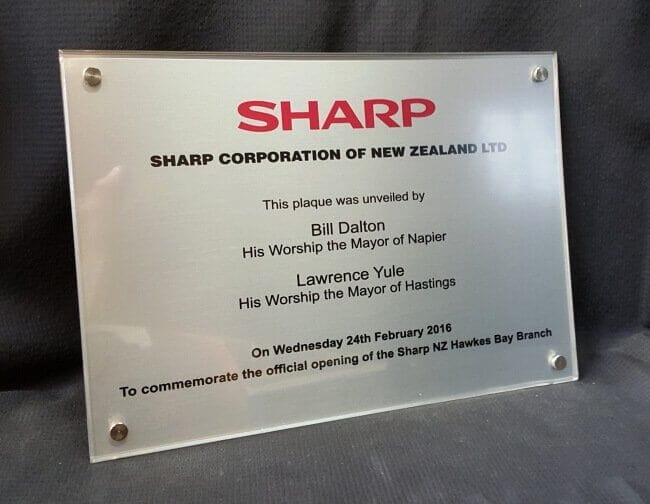 SHARP
SHARP CORPORATION OF NEW ZEALAND LTD
This plaque was unveiled by
Bill Dalton
His Worship the Mayor of Napier
Lawrence Yule
His Worship the Mayor of Hastings
On Wednesday 24th February 2016
To commemorate the official opening of the Sharp NZ Hawkes Bay Branch